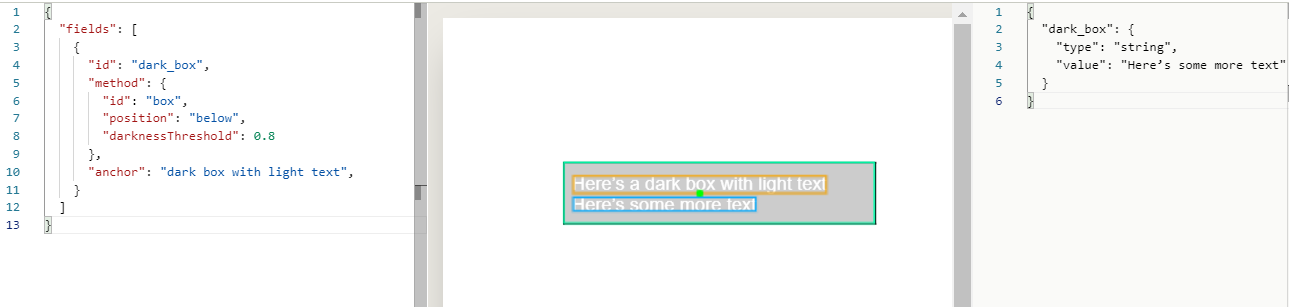 1 {
2 "fields": [
3 {
4 "id": "dark_box",
5 "method": {
6 "id": "box",
7 "position": "below",
8 "darknessThreshold": 0.8
9 },
10 "anchor": "dark box with light text",
11 }
12 ]
13 }
Here's a dark box with light text
Here's some more text
1 {
2 "dark_box": {
3 "type": "string",
4 "value": "Here’s some more text"
5 }
6 }